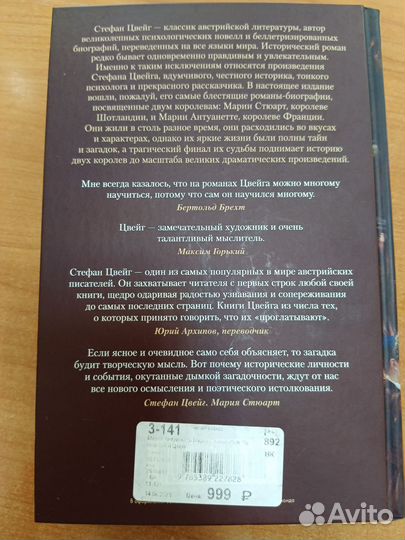 Стефан Цвейг — классик австрийской литературы, автор
великолепных психологических новелл и беллетризированных
биографий, переведенных на все языки мира. Исторический роман
редко бывает одновременно правдивым и увлекательным.
Именно к таким исключениям относятся произведения
Стефана Цвейга, вдумчивого, честного историка, тонкого
психолога и прекрасного рассказчика. В настоящее издание
вошли, пожалуй, его самые блестящие романы-биографии,
посвященные двум королевам: Марии Стюарт, королеве
Шотландии, и Марии Антуанетте, королеве Франции.
Они жили в столь разное время, они расходились во вкусах
и характерах, однако их яркие жизни были полны тайн
и загадок, а трагический финал их судьбы поднимает историю
двух королев до масштаба великих драматических произведений.
Мне всегда казалось, что на романах Цвейга можно многому
научиться, потому что сам он научился многому.
Бертольд Брехт
Цвейг — замечательный художник и очень
талантливый мыслитель.
Максим Горький
Стефан Цвейг — один из самых популярных в мире австрийских
писателей. Он захватывает читателя с первых строк любой своей
книги, щедро одаривая радостью узнавания и сопереживания
до самых последних страниц. Книги Цвейга из числа тех,
о которых принято говорить, что их «проглатывают».
Юрий Архипов, переводчик
Если ясное и очевидное само себя объясняет, то загадка
будит творческую мысль. Вот почему исторические личности
и события, окутанные дымкой загадочности, ждут от нас
все нового осмысления и поэтического истолкования.
Стефан Цвейг. Мария Стюарт
3-141
892
Цена: 999 ₽
Avito